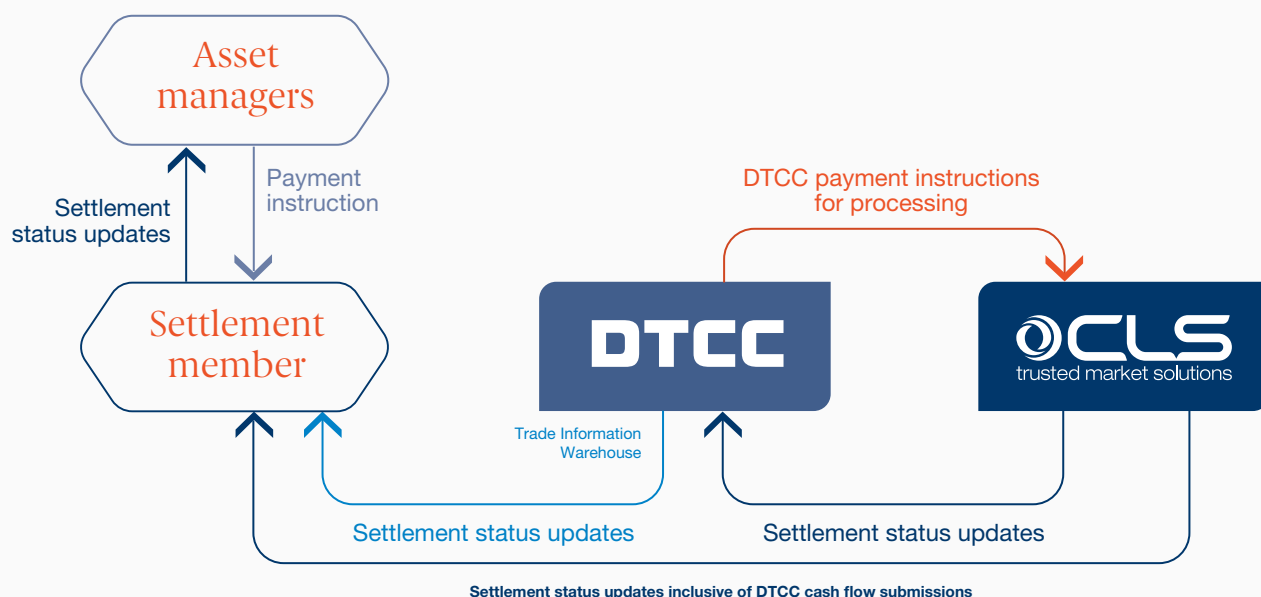 Asset
managers
Settlement
status updates
Payment
instruction
DTCC payment instructions
for processing
Settlement
member
DTCC
CLS
trusted market solutions
Trade Information
Warehouse
Settlement status updates
Settlement status updates
Settlement status updates inclusive of DTCC cash flow submissions